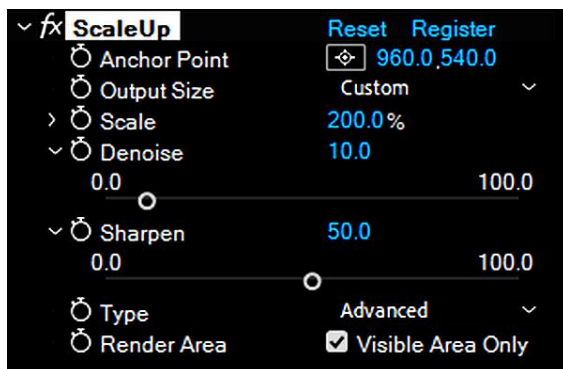 fx ScaleUp Reset Register
Anchor Point 960.0,540.0
Output Size Custom
Scale 200.0%
Denoise 10.0
0.0 100.0
Sharpen 50.0
0.0 100.0
Type Advanced
Render Area Visible Area Only